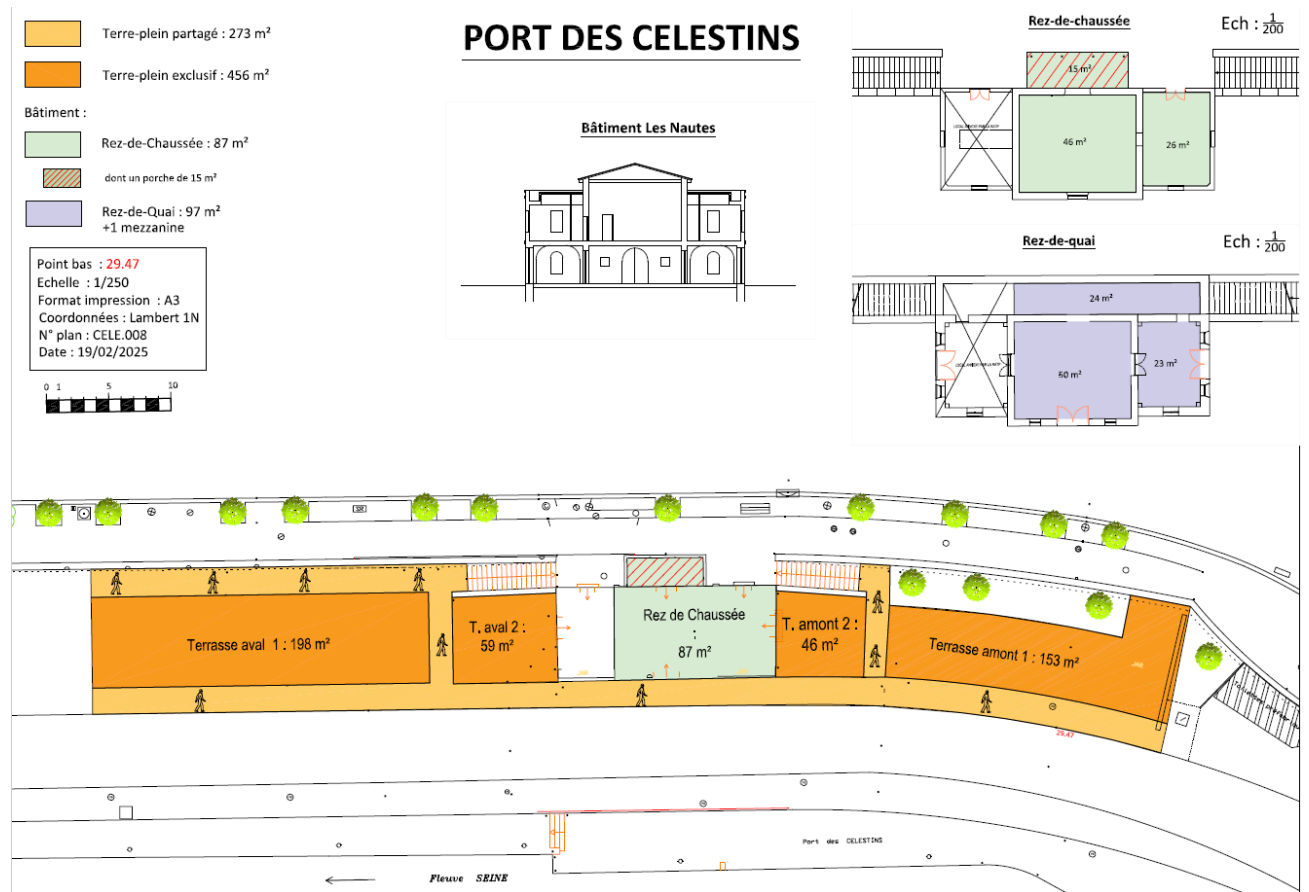 PORT DES CELESTINS
Terre-plein partagé : 273 m²
Terre-plein exclusif : 456 m²
Bâtiment :
Rez-de-Chaussée : 87 m²
dont un porche de 15 m²
Rez-de-Quai : 97 m²
+1 mezzanine
Point bas : 29.47
Echelle : 1/250
Format impression : A3
Coordonnées : Lambert 1N
N° plan : CELE.008
Date : 19/02/2025
0 1 5 10
Bâtiment Les Nautes
Rez-de-chaussée
Ech : 1/200
15 m²
46 m²
26 m²
Rez-de-quai
Ech : 1/200
24 m²
60 m²
23 m²
Terrasse aval 1 : 198 m²
T. aval 2 :
59 m²
Rez de Chaussée
:
87 m²
T. amont 2 :
46 m²
Terrasse amont 1 : 153 m²
29.47
Port des CELESTINS
Fleuve SEINE